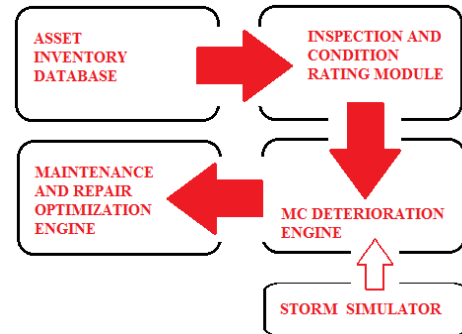 ASSET
INVENTORY
DATABASE
INSPECTION AND
CONDITION
RATING MODULE
MAINTENANCE
AND REPAIR
OPTIMIZATION
ENGINE
MC DETERIORATION
ENGINE
STORM SIMULATOR